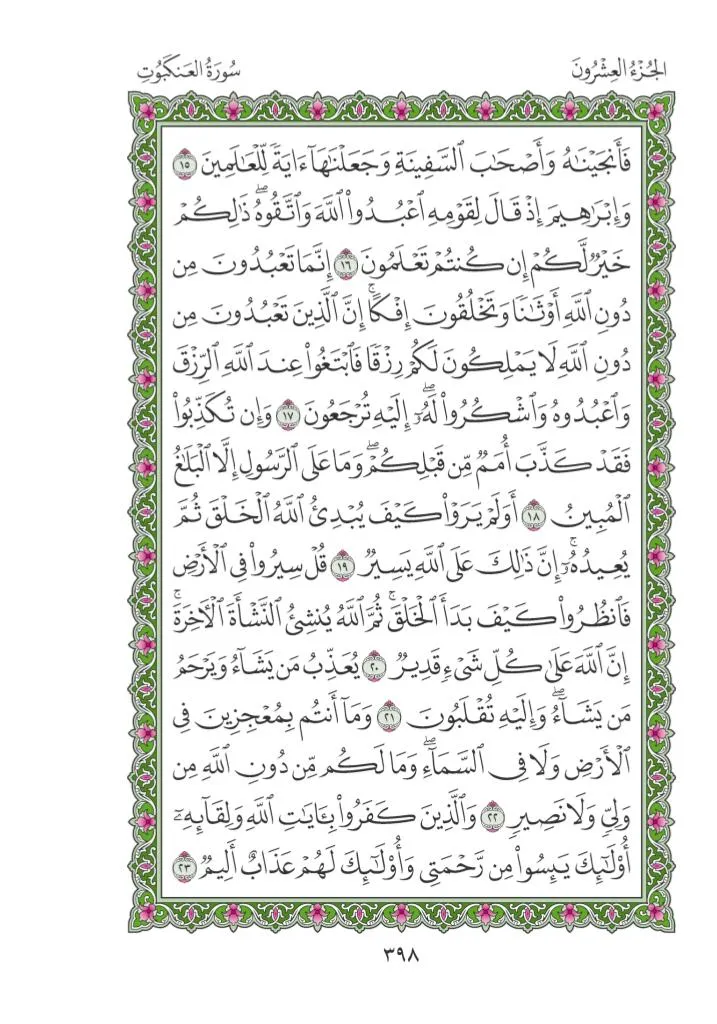 الجُزْءُ العِشْرُونَ
سُورَةُ العَنكَبُوتِ
فَأَنجَيْنَٰهُ وَأَصْحَٰبَ ٱلسَّفِينَةِ وَجَعَلْنَٰهَآ ءَايَةً لِّلْعَٰلَمِينَ ١٥
وَإِبْرَٰهِيمَ إِذْ قَالَ لِقَوْمِهِ ٱعْبُدُوا۟ ٱللَّهَ وَٱتَّقُوهُ ۖ ذَٰلِكُمْ
خَيْرٌ لَّكُمْ إِن كُنتُمْ تَعْلَمُونَ ١٦ إِنَّمَا تَعْبُدُونَ مِن
دُونِ ٱللَّهِ أَوْثَٰنًا وَتَخْلُقُونَ إِفْكًا ۚ إِنَّ ٱلَّذِينَ تَعْبُدُونَ مِن
دُونِ ٱللَّهِ لَا يَمْلِكُونَ لَكُمْ رِزْقًا فَٱبْتَغُوا۟ عِندَ ٱللَّهِ ٱلرِّزْقَ
وَٱعْبُدُوهُ وَٱشْكُرُوا۟ لَهُۥٓ ۖ إِلَيْهِ تُرْجَعُونَ ١٧ وَإِن تُكَذِّبُوا۟
فَقَدْ كَذَّبَ أُمَمٌ مِّن قَبْلِكُمْ ۖ وَمَا عَلَى ٱلرَّسُولِ إِلَّا ٱلْبَلَٰغُ
ٱلْمُبِينُ ١٨ أَوَلَمْ يَرَوْا۟ كَيْفَ يُبْدِئُ ٱللَّهُ ٱلْخَلْقَ ثُمَّ
يُعِيدُهُۥٓ ۚ إِنَّ ذَٰلِكَ عَلَى ٱللَّهِ يَسِيرٌ ١٩ قُلْ سِيرُوا۟ فِى ٱلْأَرْضِ
فَٱنظُرُوا۟ كَيْفَ بَدَأَ ٱلْخَلْقَ ۚ ثُمَّ ٱللَّهُ يُنشِئُ ٱلنَّشْأَةَ ٱلْءَاخِرَةَ ۚ
إِنَّ ٱللَّهَ عَلَىٰ كُلِّ شَىْءٍ قَدِيرٌ ٢٠ يُعَذِّبُ مَن يَشَآءُ وَيَرْحَمُ
مَن يَشَآءُ ۖ وَإِلَيْهِ تُقْلَبُونَ ٢١ وَمَآ أَنتُم بِمُعْجِزِينَ فِى
ٱلْأَرْضِ وَلَا فِى ٱلسَّمَآءِ ۖ وَمَا لَكُم مِّن دُونِ ٱللَّهِ مِن
وَلِىٍّ وَلَا نَصِيرٍ ٢٢ وَٱلَّذِينَ كَفَرُوا۟ بِـَٔايَٰتِ ٱللَّهِ وَلِقَآئِهِۦٓ
أُو۟لَٰٓئِكَ يَئِسُوا۟ مِن رَّحْمَتِى وَأُو۟لَٰٓئِكَ لَهُمْ عَذَابٌ أَلِيمٌ ٢٣
٣٩٨